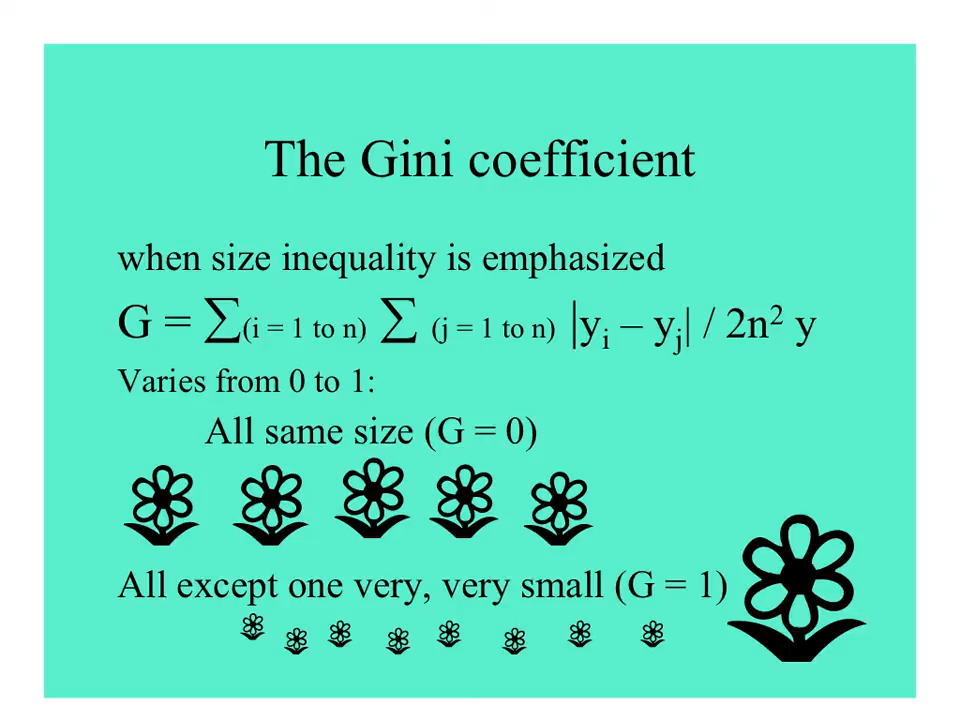 The Gini coefficient
when size inequality is emphasized
G = ∑(i = 1 to n) ∑ (j = 1 to n) |yi – yj| / 2n² y
Varies from 0 to 1:
All same size (G = 0)
All except one very, very small (G = 1)